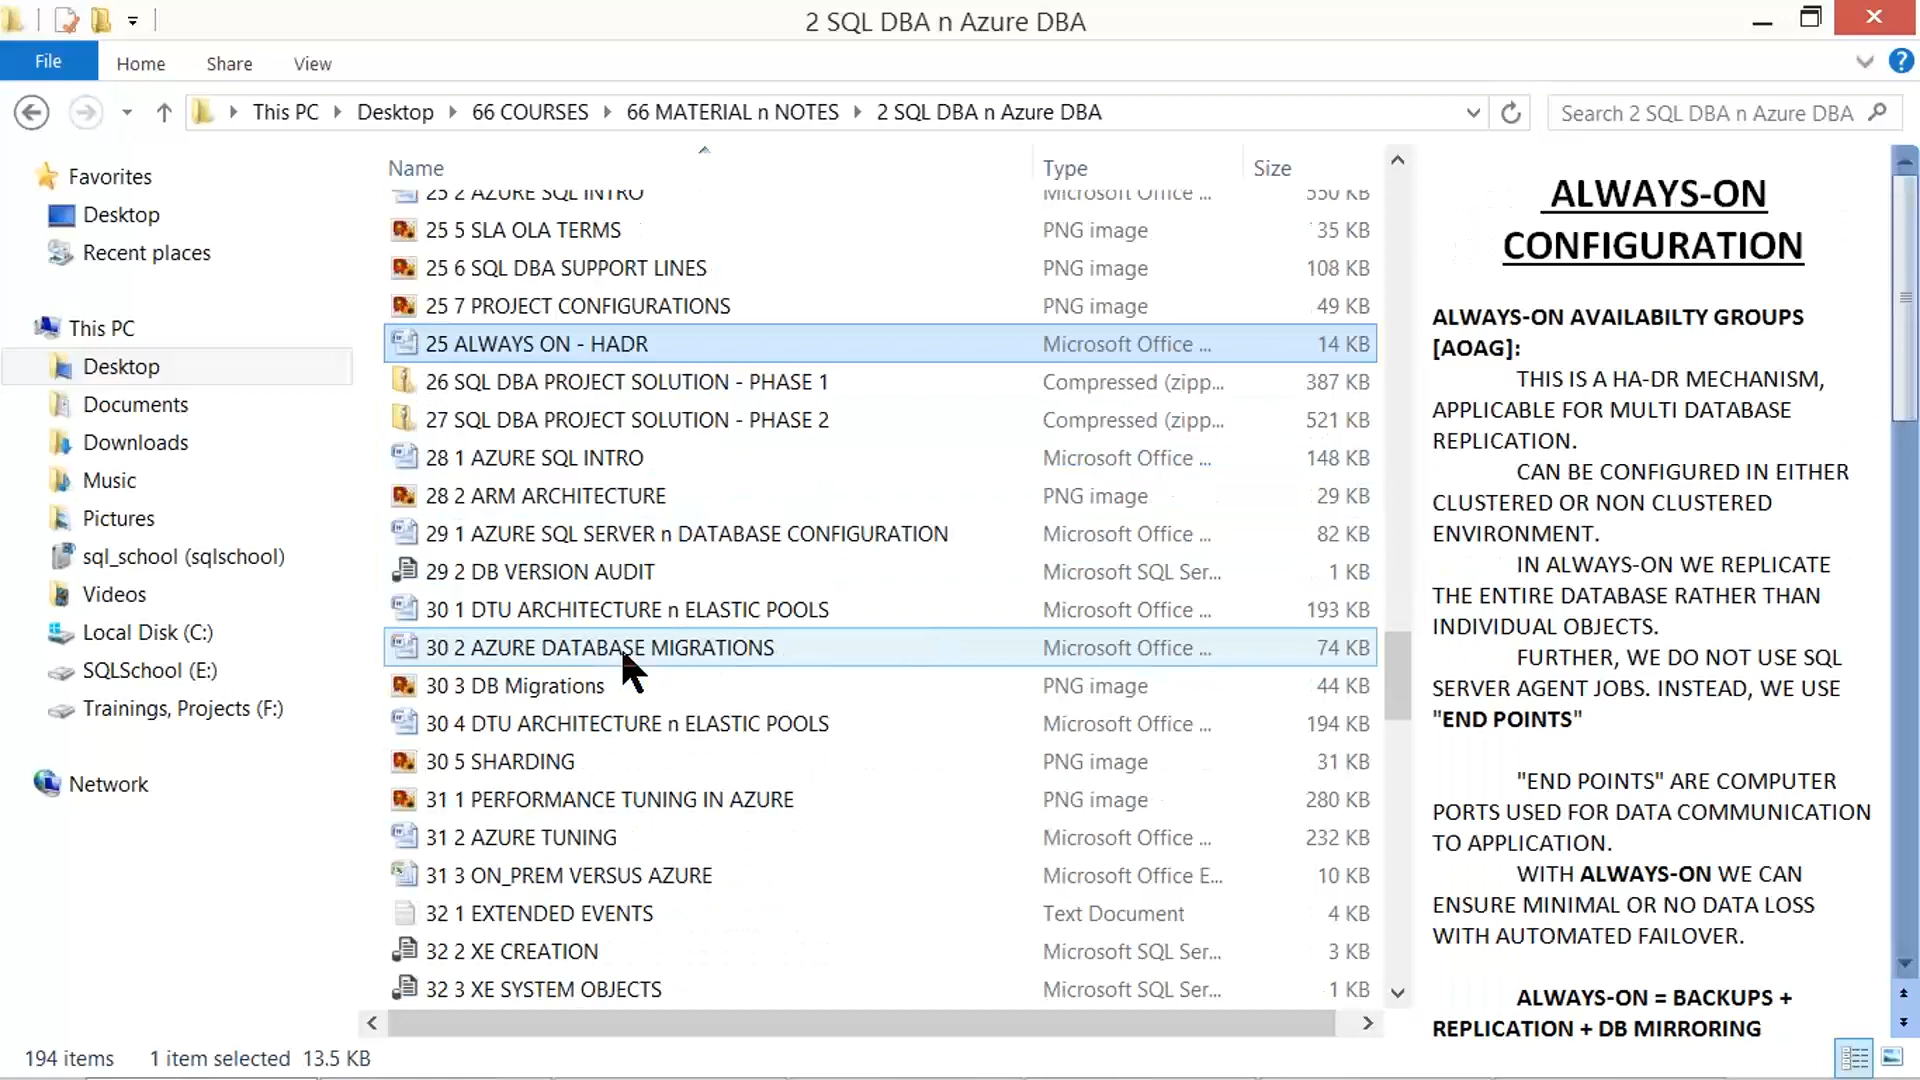 2 SQL DBA n Azure DBA
File Home Share View
This PC Desktop 66 COURSES 66 MATERIAL n NOTES 2 SQL DBA n Azure DBA
Search 2 SQL DBA n Azure DBA
Favorites
Desktop
Recent places
This PC
Desktop
Documents
Downloads
Music
Pictures
sql_school (sqlschool)
Videos
Local Disk (C:)
SQLSchool (E:)
Trainings, Projects (F:)
Network
Name Type Size
25 2 AZURE SQL INTRO Microsoft Office ... 550 KB
25 5 SLA OLA TERMS PNG image 35 KB
25 6 SQL DBA SUPPORT LINES PNG image 108 KB
25 7 PROJECT CONFIGURATIONS PNG image 49 KB
25 ALWAYS ON - HADR Microsoft Office ... 14 KB
26 SQL DBA PROJECT SOLUTION - PHASE 1 Compressed (zipp... 387 KB
27 SQL DBA PROJECT SOLUTION - PHASE 2 Compressed (zipp... 521 KB
28 1 AZURE SQL INTRO Microsoft Office ... 148 KB
28 2 ARM ARCHITECTURE PNG image 29 KB
29 1 AZURE SQL SERVER n DATABASE CONFIGURATION Microsoft Office ... 82 KB
29 2 DB VERSION AUDIT Microsoft SQL Ser... 1 KB
30 1 DTU ARCHITECTURE n ELASTIC POOLS Microsoft Office ... 193 KB
30 2 AZURE DATABASE MIGRATIONS Microsoft Office ... 74 KB
30 3 DB Migrations PNG image 44 KB
30 4 DTU ARCHITECTURE n ELASTIC POOLS Microsoft Office ... 194 KB
30 5 SHARDING PNG image 31 KB
31 1 PERFORMANCE TUNING IN AZURE PNG image 280 KB
31 2 AZURE TUNING Microsoft Office ... 232 KB
31 3 ON_PREM VERSUS AZURE Microsoft Office E... 10 KB
32 1 EXTENDED EVENTS Text Document 4 KB
32 2 XE CREATION Microsoft SQL Ser... 3 KB
32 3 XE SYSTEM OBJECTS Microsoft SQL Ser... 1 KB
ALWAYS-ON
CONFIGURATION
ALWAYS-ON AVAILABILTY GROUPS
[AOAG]:
THIS IS A HA-DR MECHANISM,
APPLICABLE FOR MULTI DATABASE
REPLICATION.
CAN BE CONFIGURED IN EITHER
CLUSTERED OR NON CLUSTERED
ENVIRONMENT.
IN ALWAYS-ON WE REPLICATE
THE ENTIRE DATABASE RATHER THAN
INDIVIDUAL OBJECTS.
FURTHER, WE DO NOT USE SQL
SERVER AGENT JOBS. INSTEAD, WE USE
"END POINTS"
"END POINTS" ARE COMPUTER
PORTS USED FOR DATA COMMUNICATION
TO APPLICATION.
WITH ALWAYS-ON WE CAN
ENSURE MINIMAL OR NO DATA LOSS
WITH AUTOMATED FAILOVER.
ALWAYS-ON = BACKUPS +
REPLICATION + DB MIRRORING
194 items 1 item selected 13.5 KB